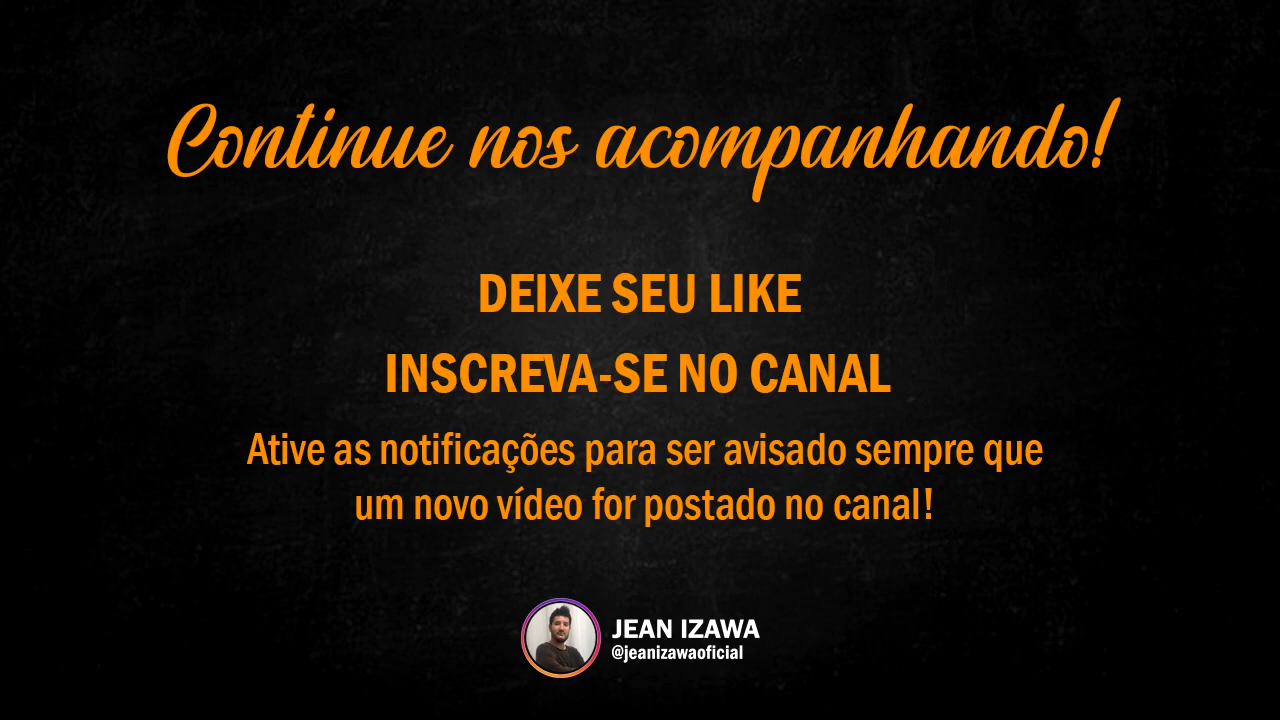 Continue nos acompanhando!
DEIXE SEU LIKE
INSCREVA-SE NO CANAL
Ative as notificações para ser avisado sempre que
um novo vídeo for postado no canal!
JEAN IZAWA
@jeanizawaoficial